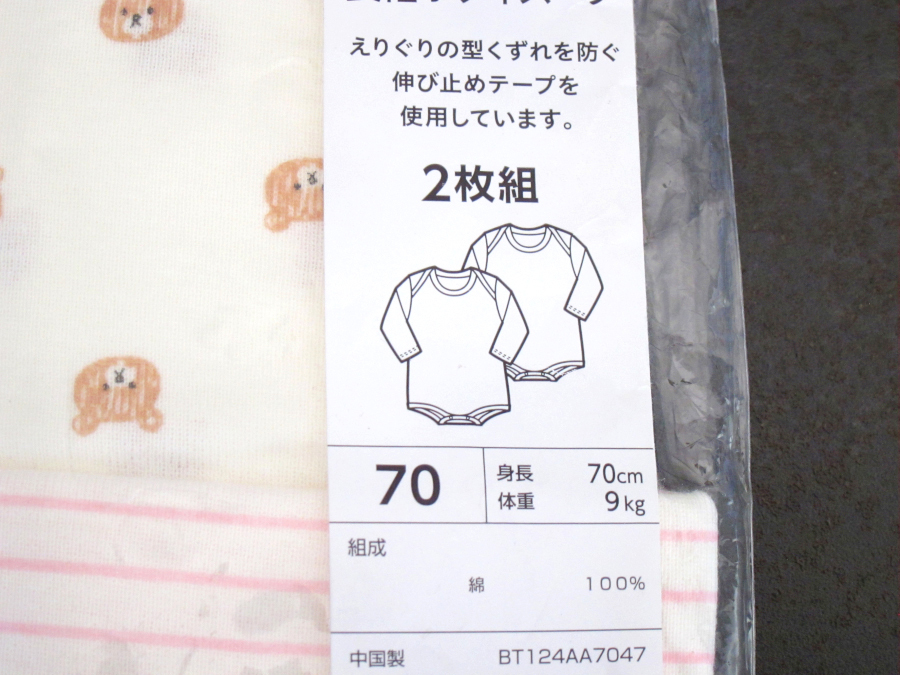 えりぐりの型くずれを防ぐ
伸び止めテープを
使用しています。
2枚組
70
身長 70cm
体重 9kg
組成
綿 100%
中国製 BT124AA7047